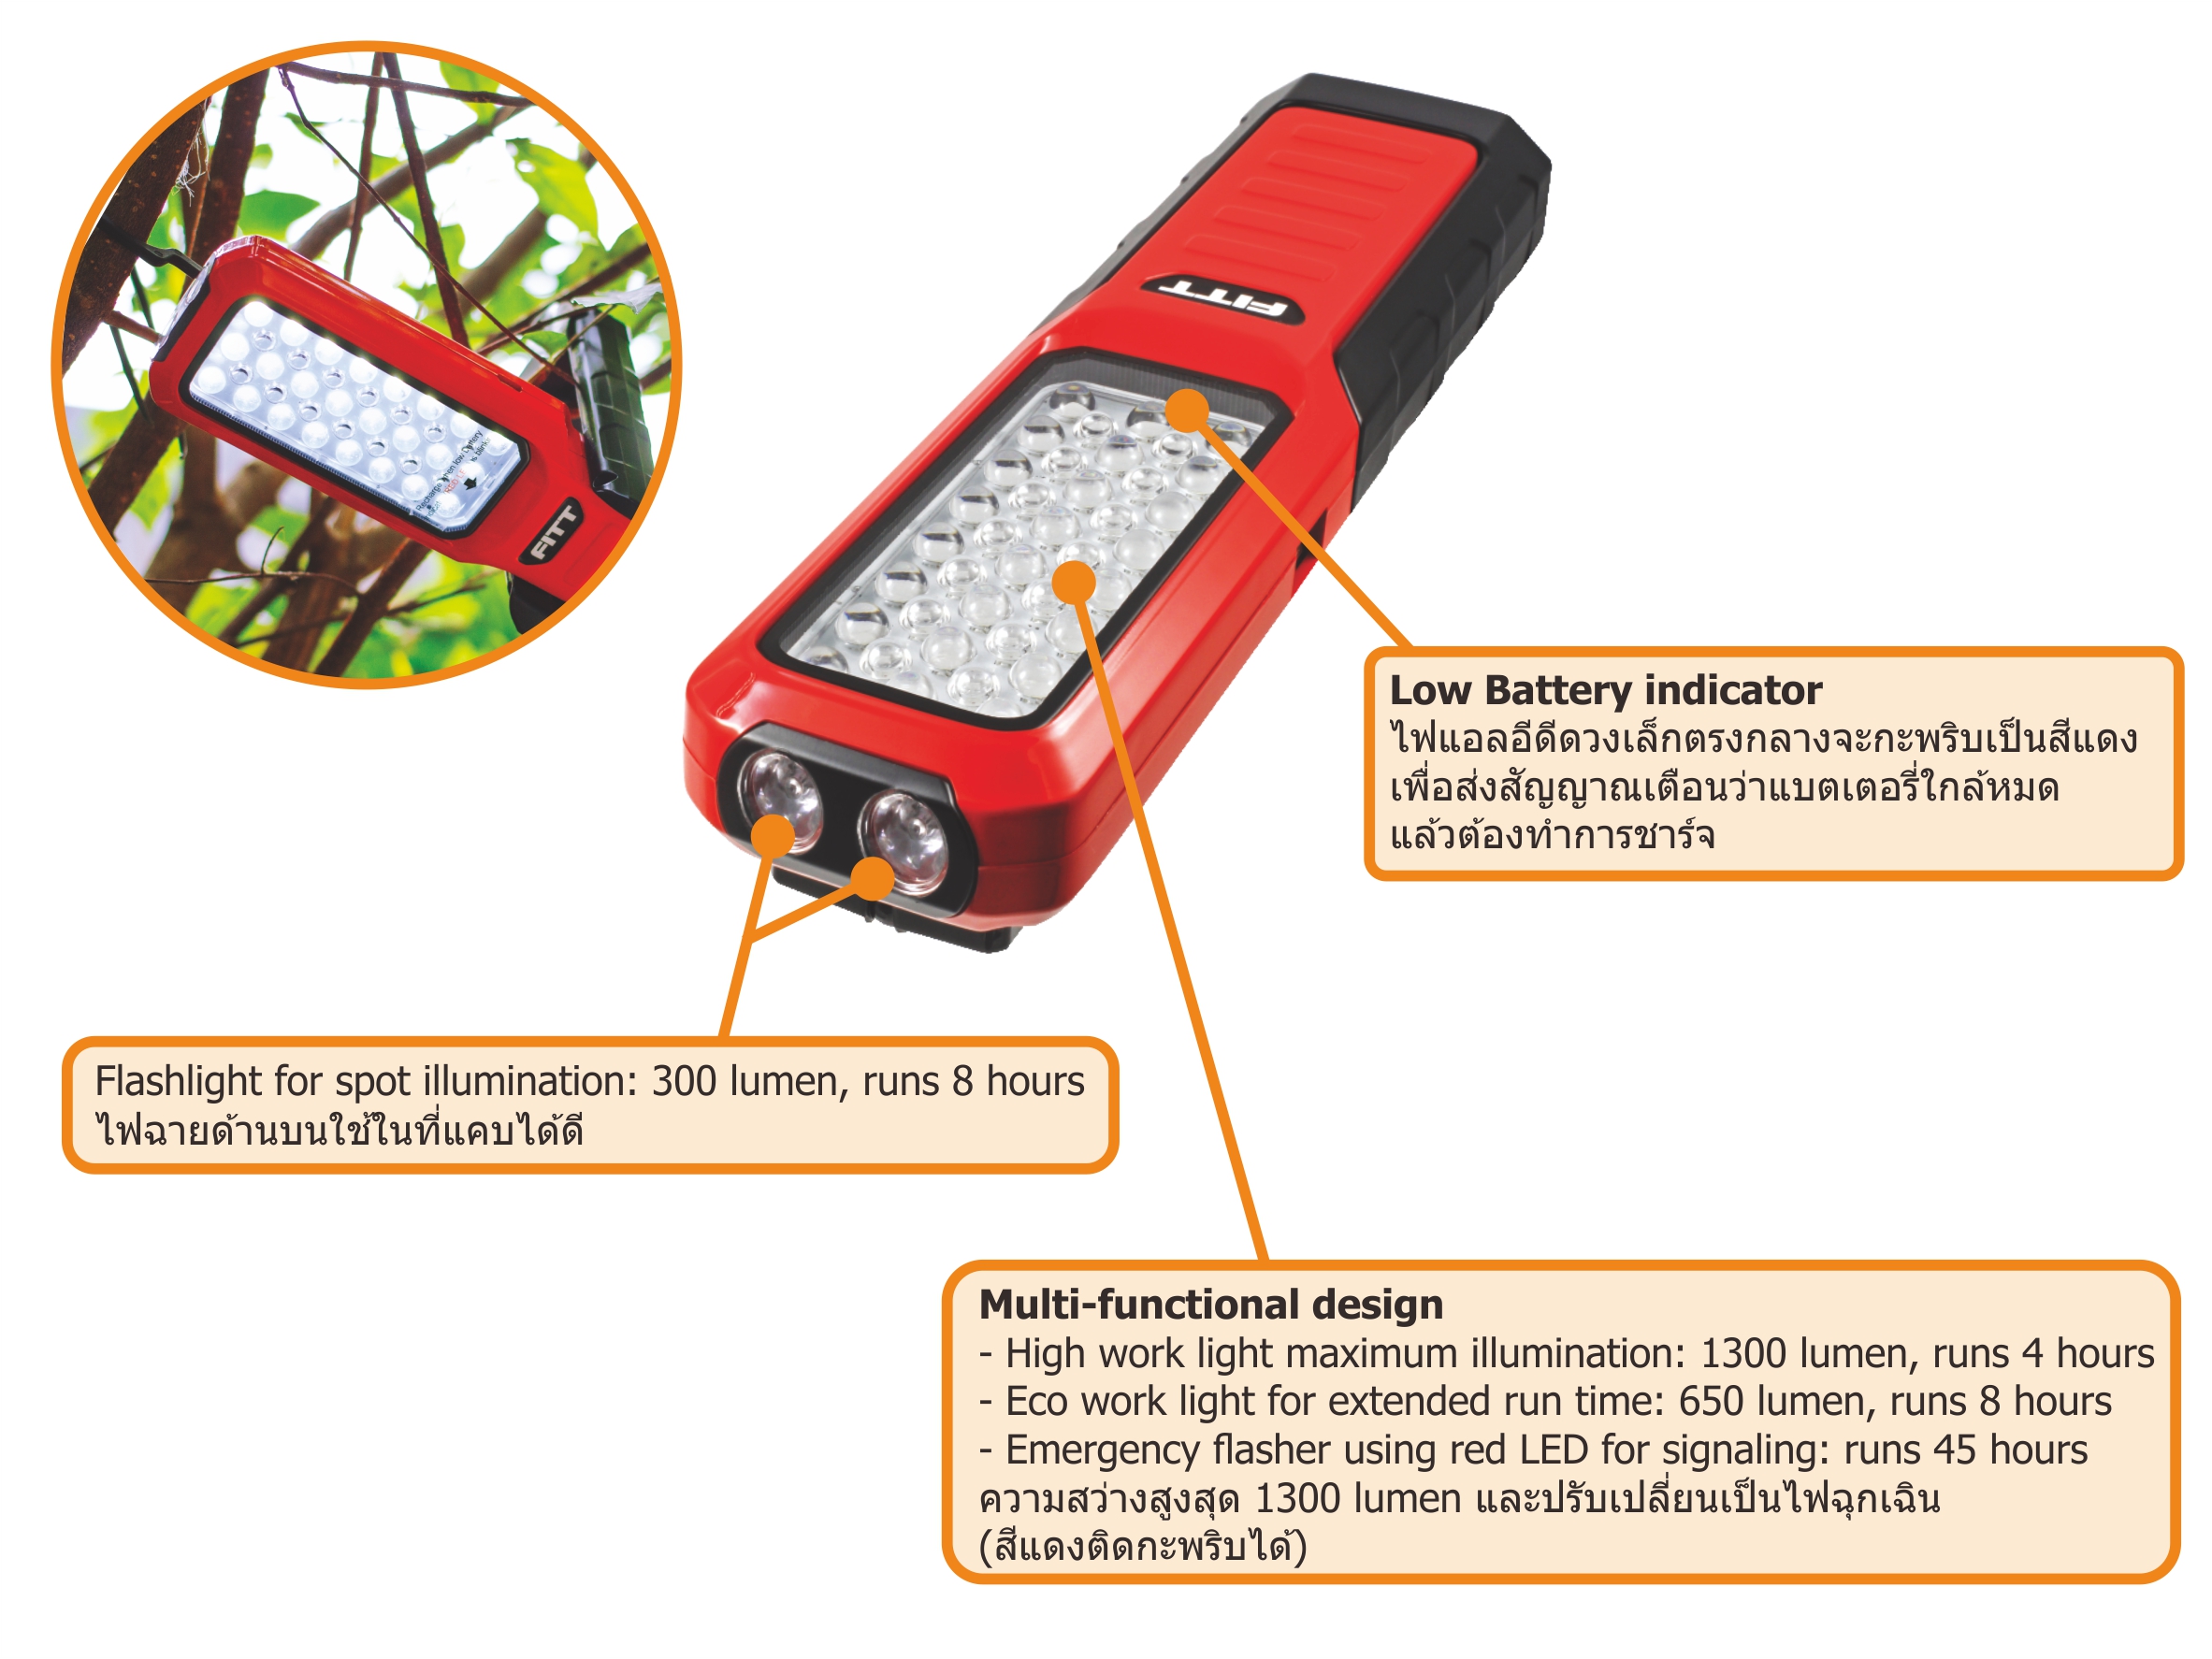 FITT
FITT
Low Battery indicator
ไฟแอลอีดีดวงเล็กตรงกลางจะกะพริบเป็นสีแดง
เพื่อส่งสัญญาณเตือนว่าแบตเตอรี่ใกล้หมด
แล้วต้องทำการชาร์จ
Flashlight for spot illumination: 300 lumen, runs 8 hours
ไฟฉายด้านบนใช้ในที่แคบได้ดี
Multi-functional design
- High work light maximum illumination: 1300 lumen, runs 4 hours
- Eco work light for extended run time: 650 lumen, runs 8 hours
- Emergency flasher using red LED for signaling: runs 45 hours
ความสว่างสูงสุด 1300 lumen และปรับเปลี่ยนเป็นไฟฉุกเฉิน
(สีแดงติดกะพริบได้)